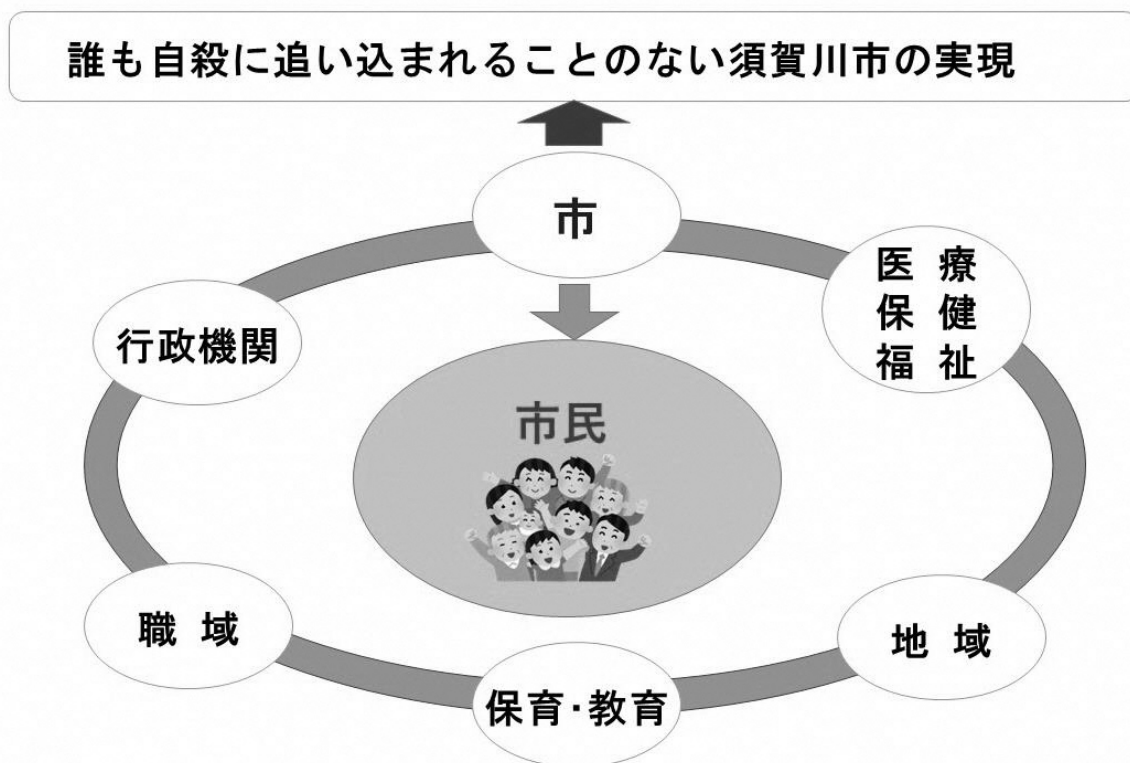 誰も自殺に追い込まれることのない須賀川市の実現
市
医 療
保 健
福 祉
行政機関
市民
職 域
地 域
保育・教育